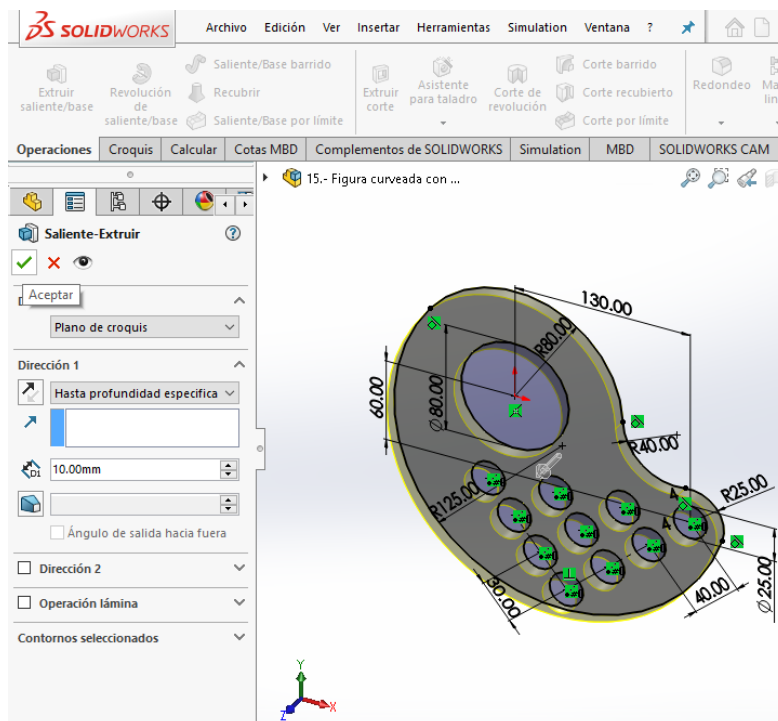 SOLIDWORKS
Archivo Edición Ver Insertar Herramientas Simulation Ventana ?
Extruir saliente/base
Revolución de saliente/base
Saliente/Base barrido
Recubrir
Saliente/Base por límite
Extruir corte
Asistente para taladro
Corte de revolución
Corte barrido
Corte recubierto
Corte por límite
Redondeo
Operaciones Croquis Calcular Cotas MBD Complementos de SOLIDWORKS Simulation MBD SOLIDWORKS CAM
15.- Figura curveada con ...
Saliente-Extruir
Aceptar
Plano de croquis
Dirección 1
Hasta profundidad especifica
D1
10.00mm
Ángulo de salida hacia fuera
Dirección 2
Operación lámina
Contornos seleccionados
130.00
R80.00
60.00
Ø80.00
R40.00
R125.00
R25.00
4
4
30.00
40.00
Ø25.00
Y
X
Z